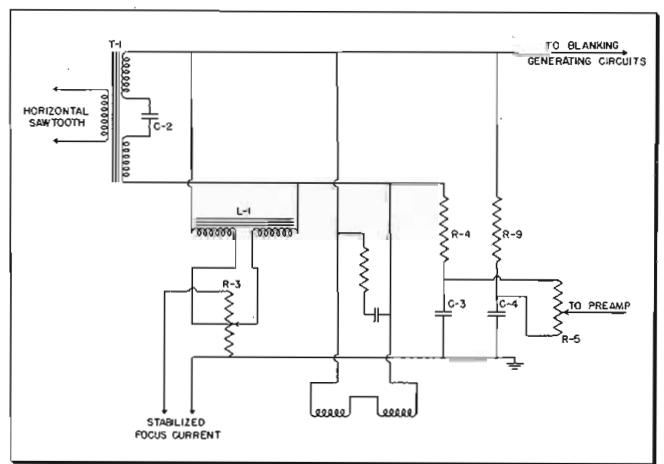 T-1
TO BLANKING
GENERATING CIRCUITS
HORIZONTAL
SAWTOOTH
C-2
L-1
R-4
R-9
R-3
C-3
C-4
TO PREAMP
R-5
STABILIZED
FOCUS CURRENT